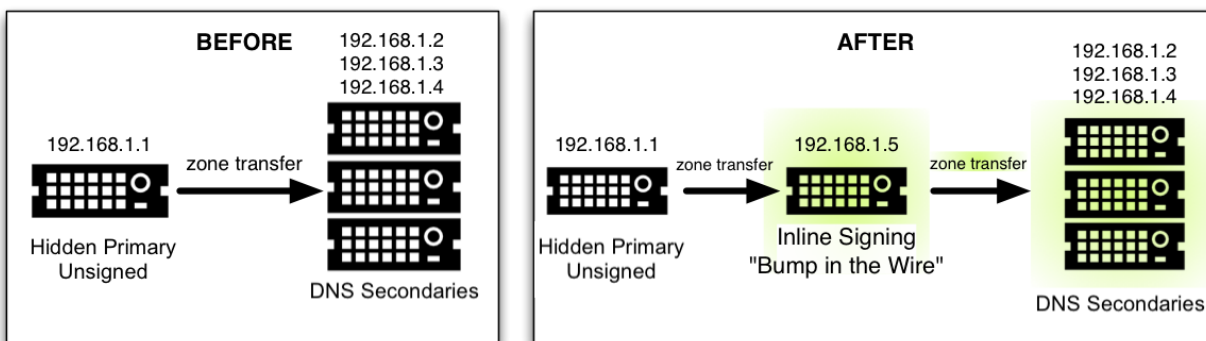 BEFORE
192.168.1.2
192.168.1.3
192.168.1.4
192.168.1.1
zone transfer
Hidden Primary
Unsigned
DNS Secondaries
AFTER
192.168.1.2
192.168.1.3
192.168.1.4
192.168.1.1
zone transfer
192.168.1.5
zone transfer
Hidden Primary
Unsigned
Inline Signing
"Bump in the Wire"
DNS Secondaries